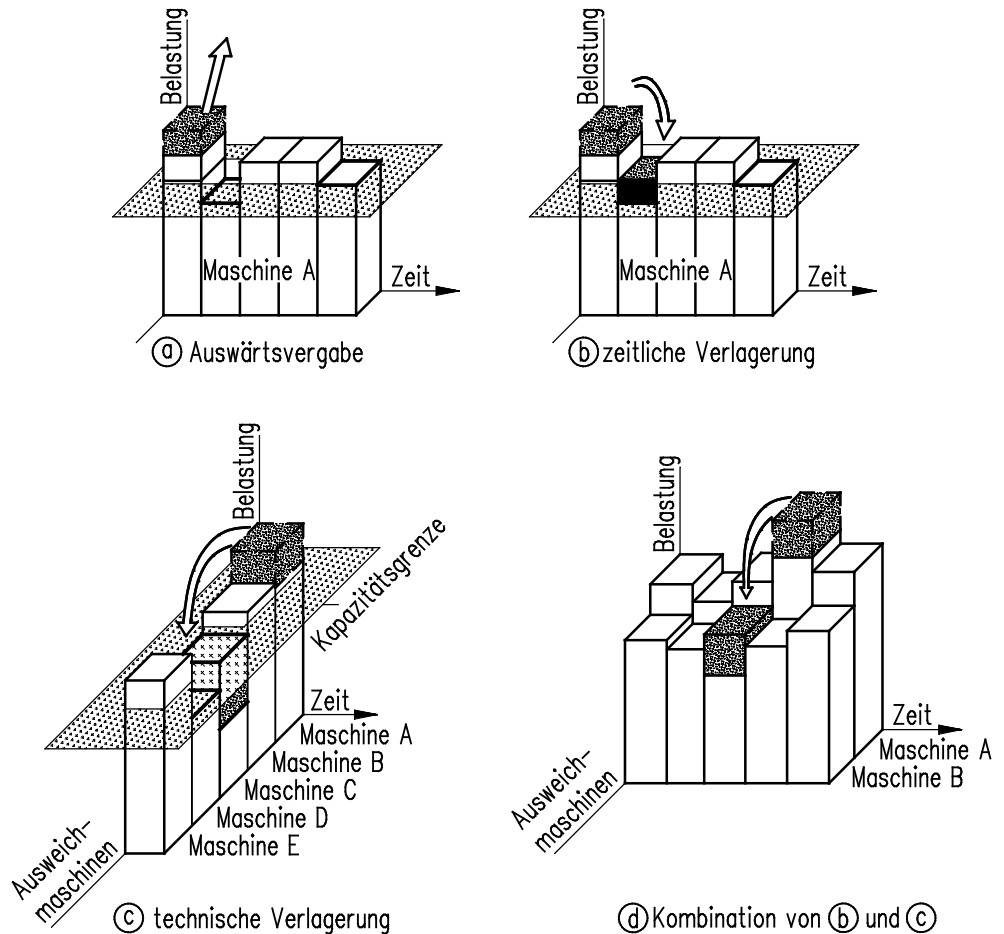 Belastung
Maschine A
Zeit
ⓐ Auswärtsvergabe
Belastung
Maschine A
Zeit
ⓑ zeitliche Verlagerung
Belastung
Kapazitätsgrenze
Zeit
Maschine A
Maschine B
Maschine C
Maschine D
Maschine E
Ausweich-
maschinen
ⓒ technische Verlagerung
Belastung
Zeit
Maschine A
Maschine B
Ausweich-
maschinen
ⓓ Kombination von ⓑ und ⓒ